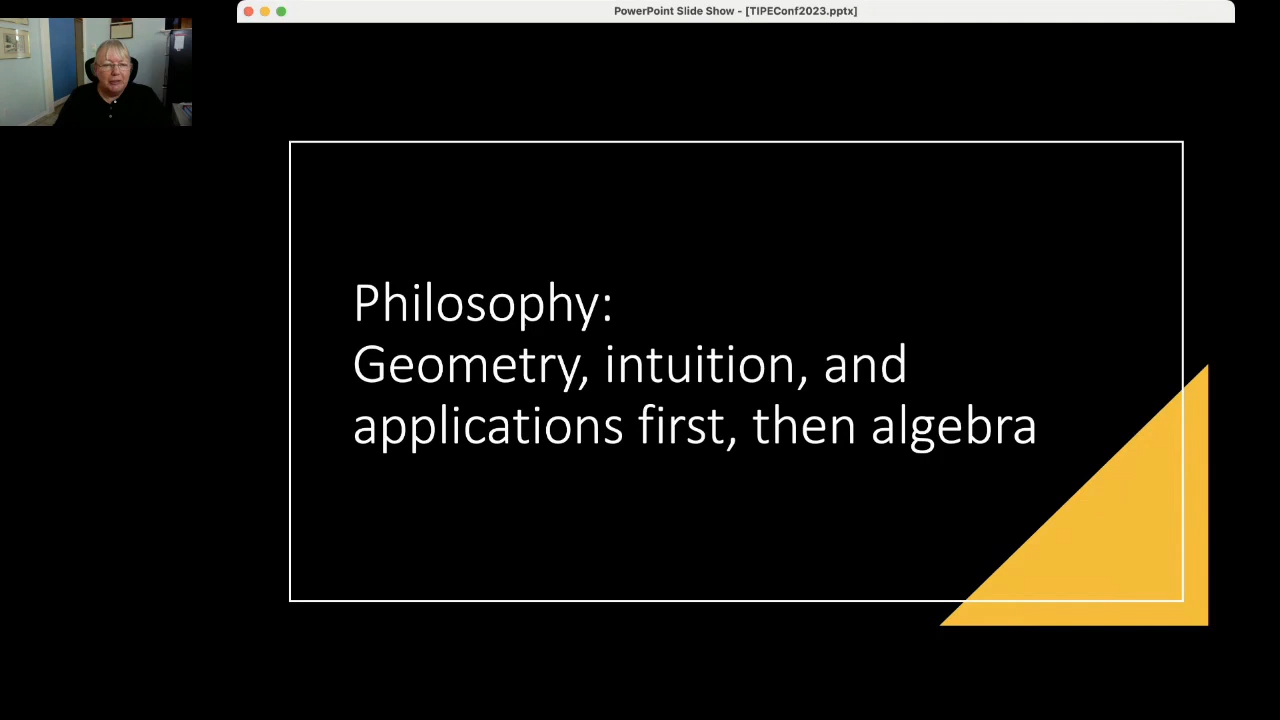 PowerPoint Slide Show - [TIPEConf2023.pptx]
Philosophy:
Geometry, intuition, and
applications first, then algebra